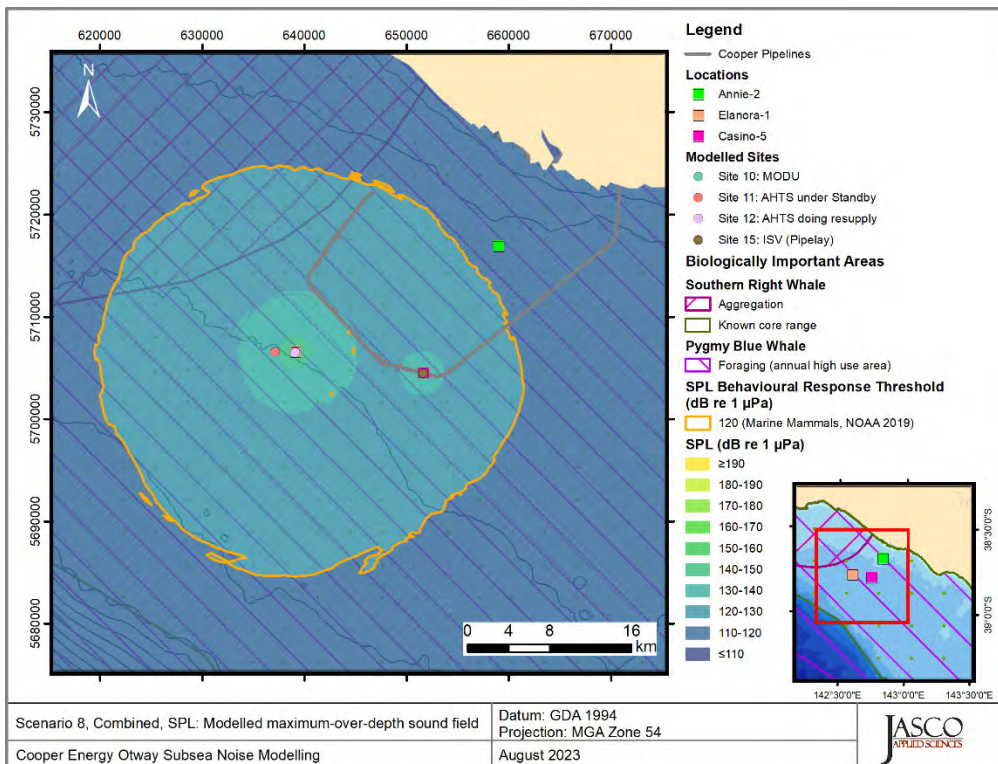 620000 630000 640000 650000 660000 670000
N
5730000
5720000
5710000
5700000
5690000
5680000
0 4 8 16
km
Legend
Cooper Pipelines
Locations
Annie-2
Elanora-1
Casino-5
Modelled Sites
Site 10: MODU
Site 11: AHTS under Standby
Site 12: AHTS doing resupply
Site 15: ISV (Pipelay)
Biologically Important Areas
Southern Right Whale
Aggregation
Known core range
Pygmy Blue Whale
Foraging (annual high use area)
SPL Behavioural Response Threshold
(dB re 1 µPa)
120 (Marine Mammals, NOAA 2019)
SPL (dB re 1 µPa)
≥190
180-190
170-180
160-170
150-160
140-150
130-140
120-130
110-120
≤110
38°30'0"S
39°0'0"S
142°30'0"E 143°0'0"E 143°30'0"E
Scenario 8, Combined, SPL: Modelled maximum-over-depth sound field
Datum: GDA 1994
Projection: MGA Zone 54
Cooper Energy Otway Subsea Noise Modelling
August 2023
JASCO
APPLIED SCIENCES